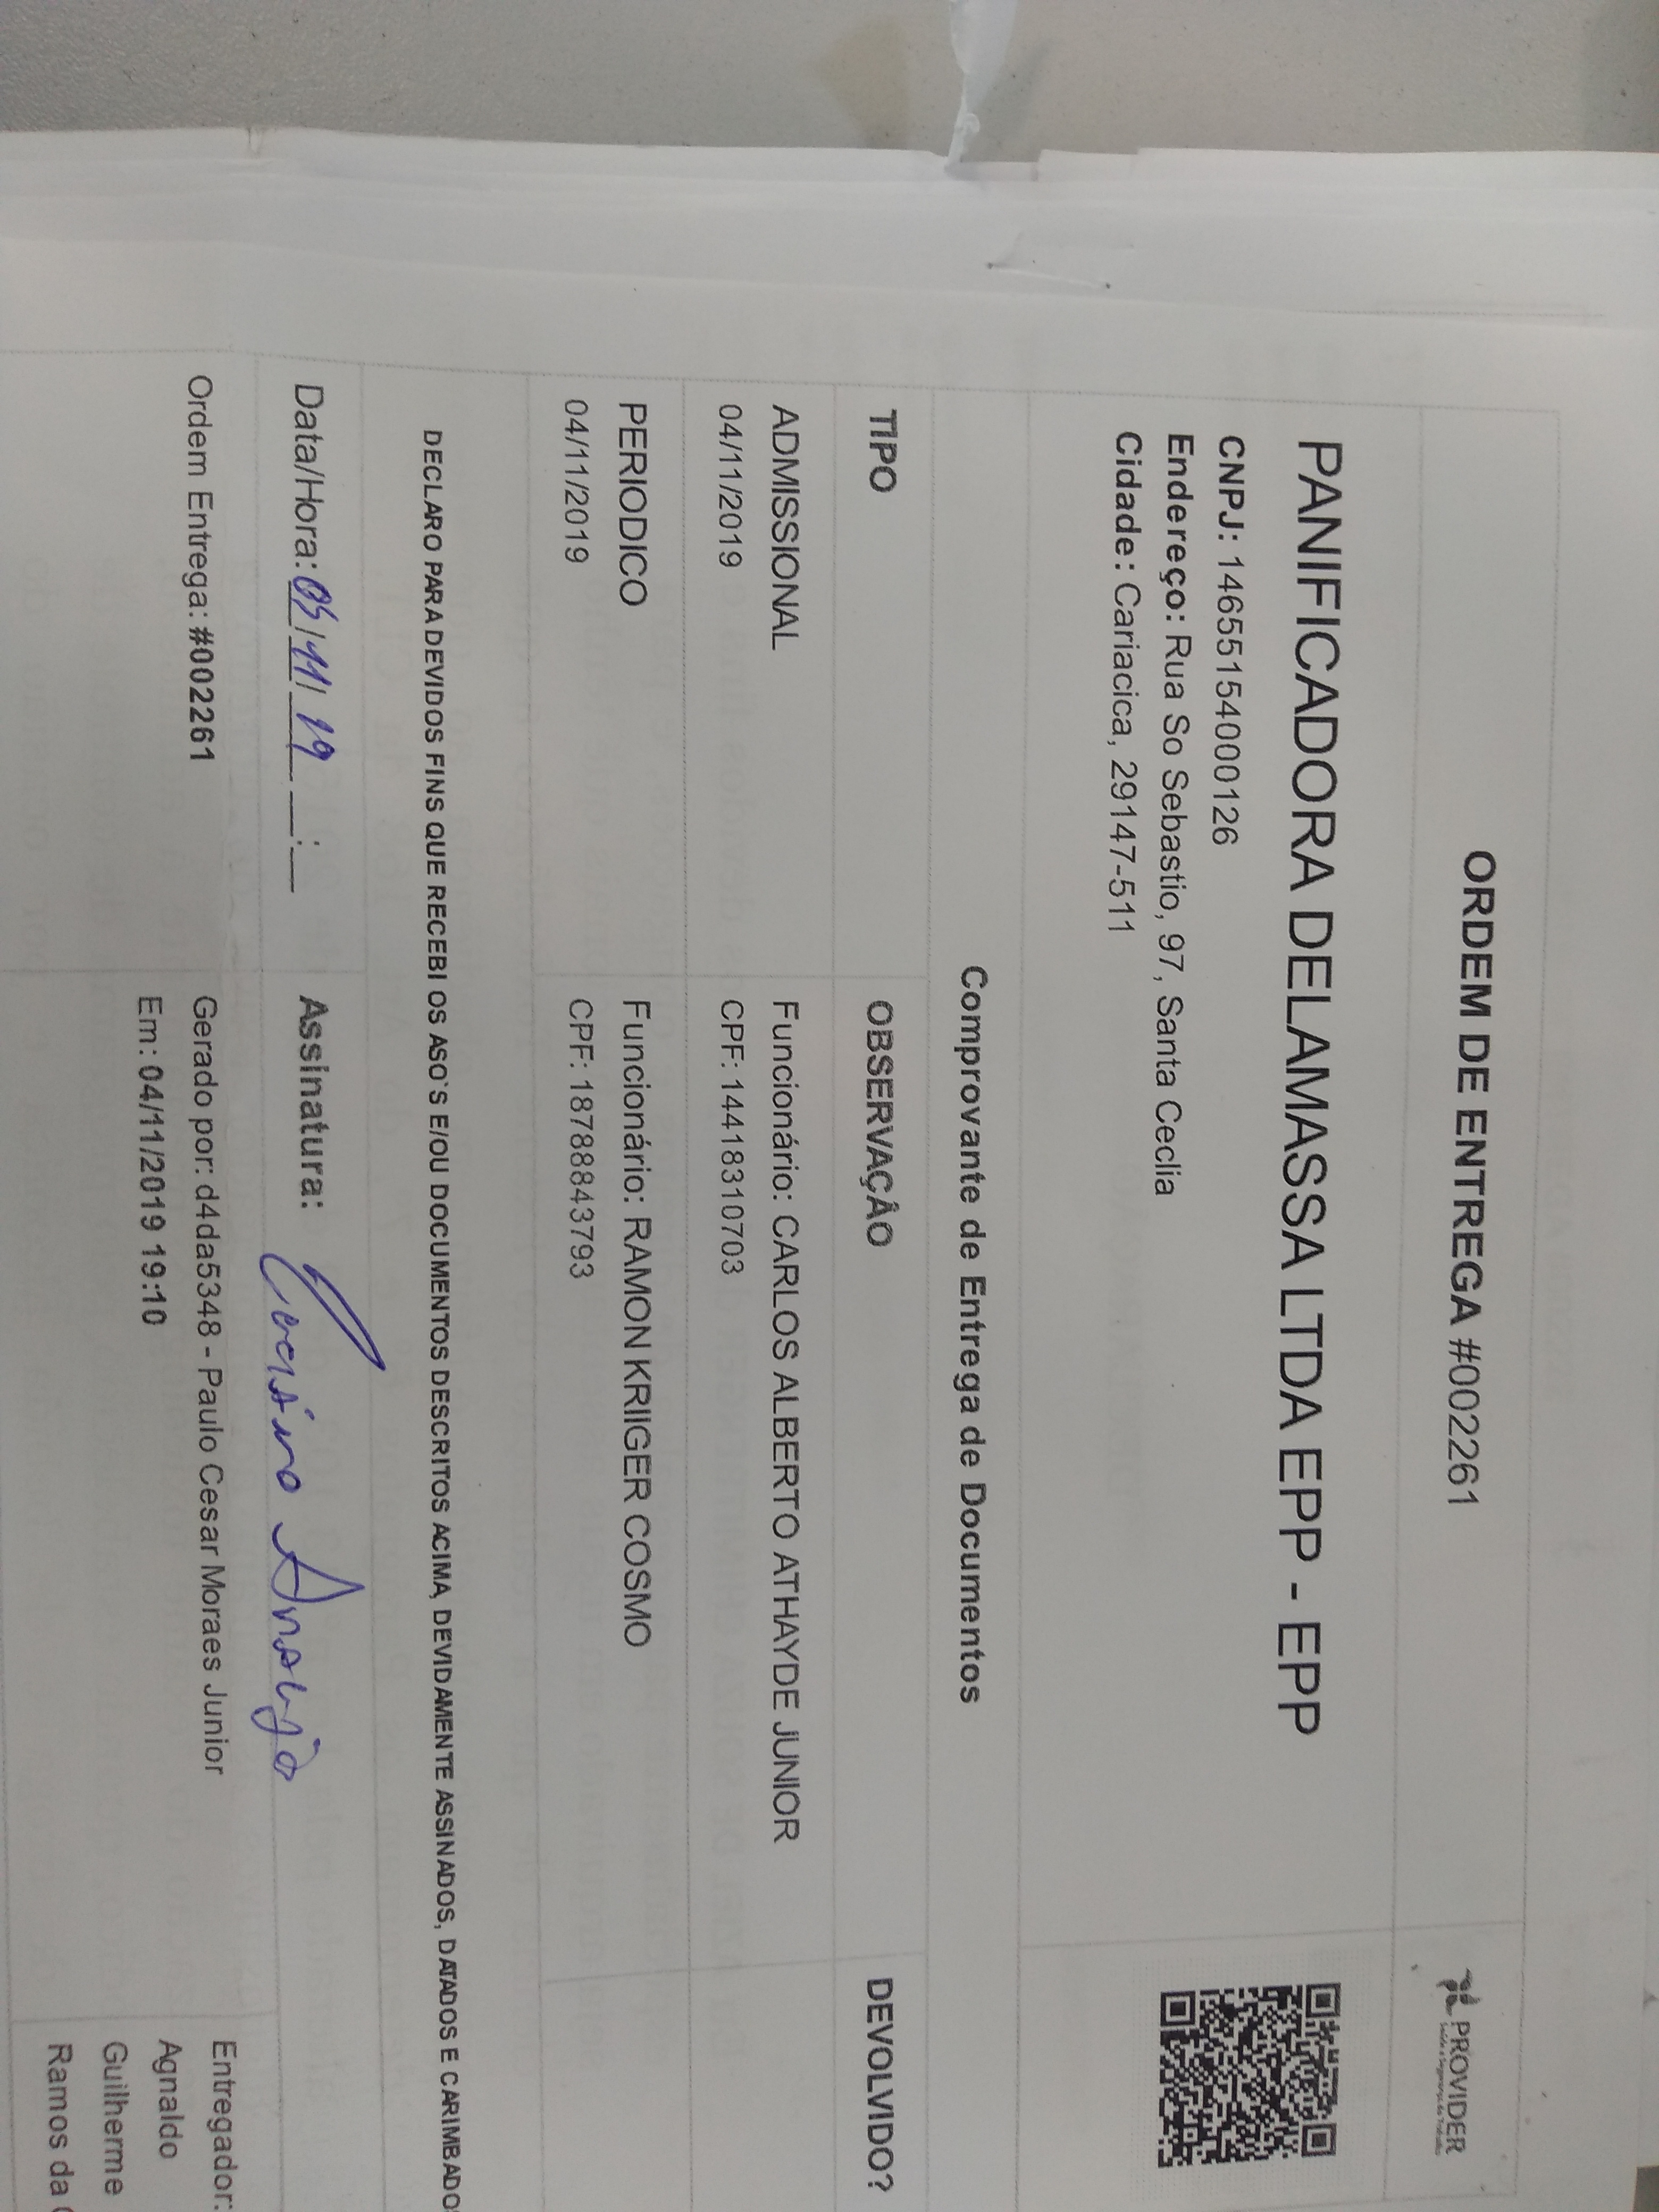 ORDEM DE ENTREGA #002261
PROVIDER
PANIFICADORA DELAMASSA LTDA EPP - EPP
CNPJ: 14655154000126
Endereço: Rua So Sebastio, 97, Santa Ceclia
Cidade: Cariacica, 29147-511
Comprovante de Entrega de Documentos
TIPO OBSERVAÇÃO DEVOLVIDO?
ADMISSIONAL Funcionário: CARLOS ALBERTO ATHAYDE JUNIOR
04/11/2019 CPF: 14418310703
PERIODICO Funcionário: RAMON KRIIGER COSMO
04/11/2019 CPF: 18788843793
DECLARO PARA DEVIDOS FINS QUE RECEBI OS ASO`S E/OU DOCUMENTOS DESCRITOS ACIMA, DEVIDAMENTE ASSINADOS, DATADOS E CARIMBADOS
Data/Hora: 05/11/19 __:__ Assinatura:
Ordem Entrega: #002261 Gerado por: d4da5348 - Paulo Cesar Moraes Junior
Em: 04/11/2019 19:10
Entregador:
Agnaldo
Guilherme
Ramos da